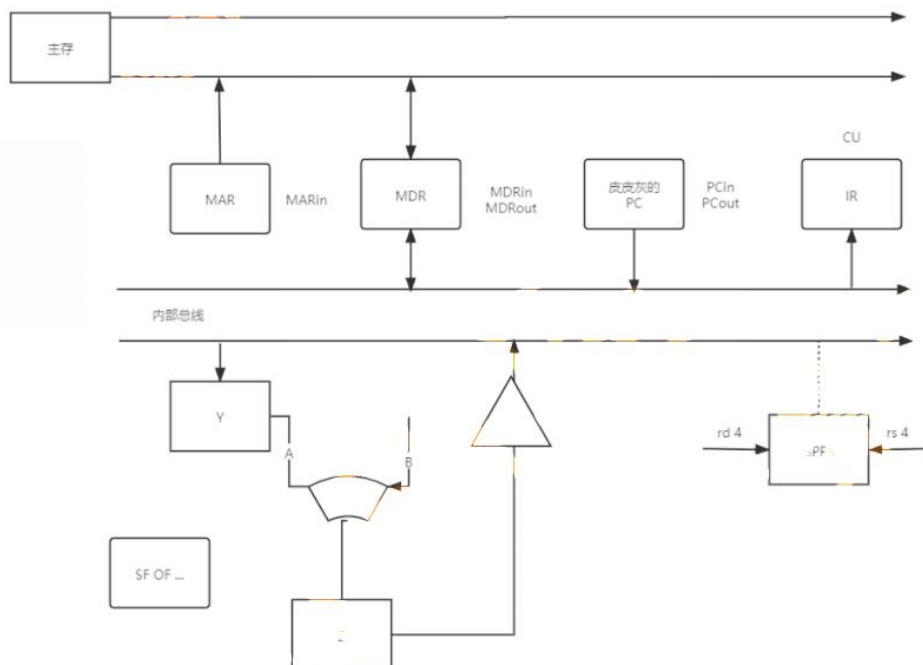 主存
CU
MAR
MARin
MDR
MDRin
MDRout
皮皮灰的
PC
PCin
PCout
IR
内部总线
Y
A
B
rd 4
rs 4
SF OF ...
Z